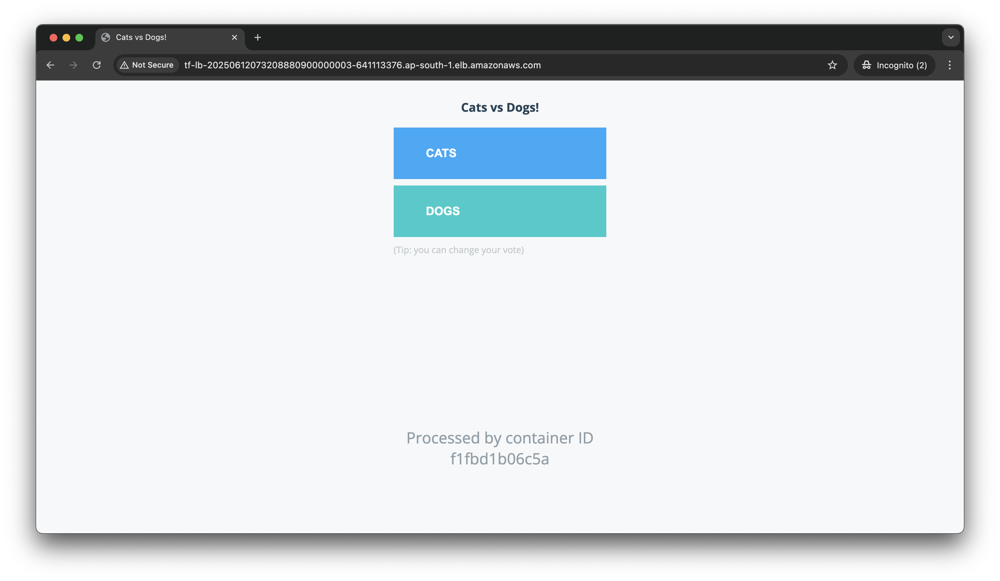 Cats vs Dogs!
Not Secure tf-lb-20250612073208880900000003-641113376.ap-south-1.elb.amazonaws.com Incognito (2)
Cats vs Dogs!
CATS
DOGS
(Tip: you can change your vote)
Processed by container ID
f1fbd1b06c5a